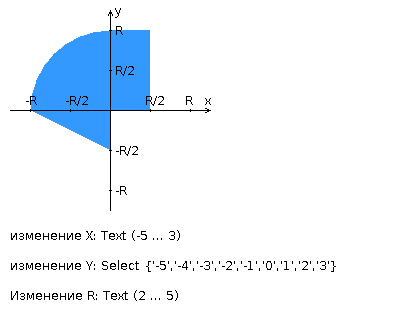 y
R
R/2
-R -R/2 R/2 R x
-R/2
-R
изменение X: Text (-5 ... 3)
изменение Y: Select {'-5','-4','-3','-2','-1','0','1','2','3'}
Изменение R: Text (2 ... 5)